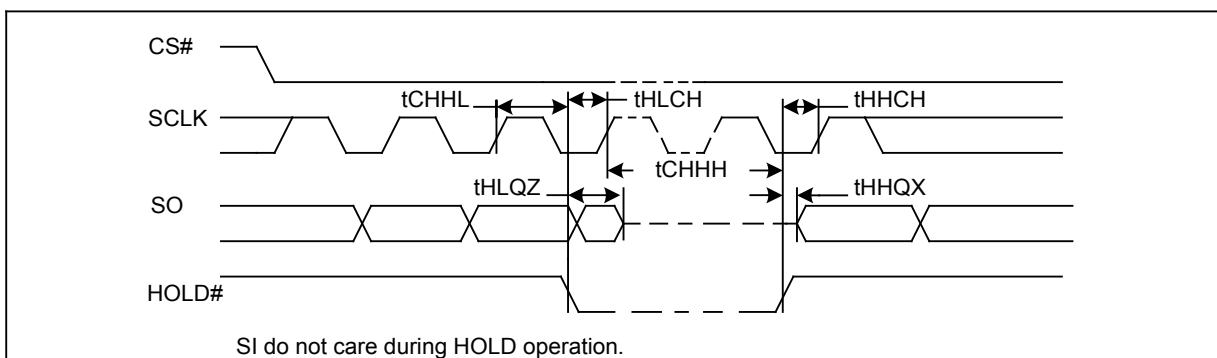 CS#
tCHHL
tHLCH
tHHCH
SCLK
tCHHH
tHLQZ
tHHQX
SO
HOLD#
SI do not care during HOLD operation.